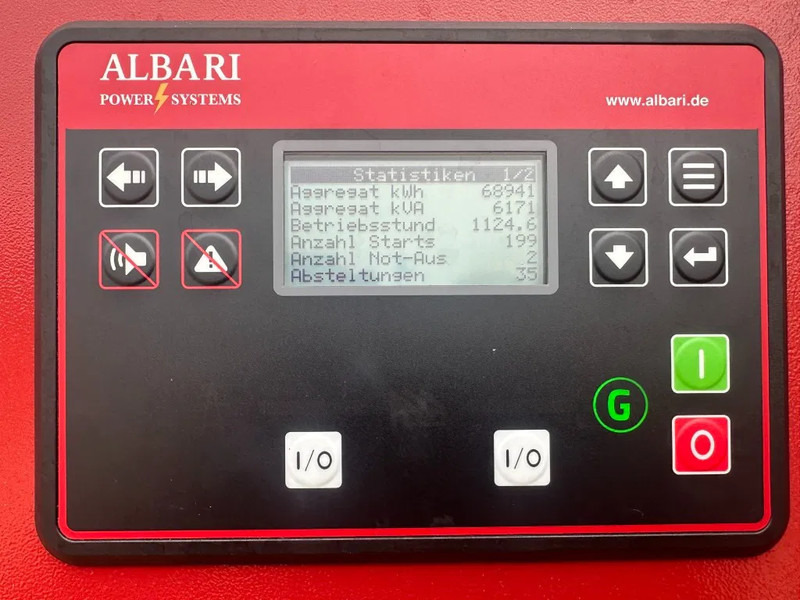 ALBARI
POWER SYSTEMS
www.albari.de
Statistiken 1/2
Aggregat kWh 68941
Aggregat kVA 6171
Betriebsstund 1124,6
Anzahl Starts 199
Anzahl Not-Aus 2
Absteltungen 35
I
G
O
I/O
I/O